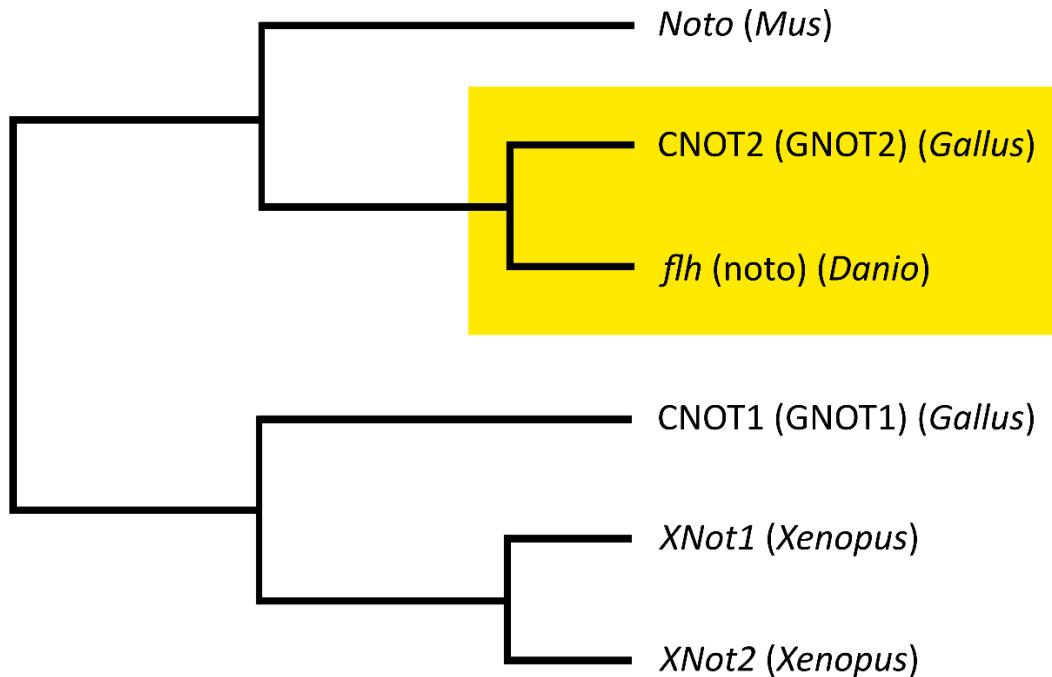 Noto (Mus)
CNOT2 (GNOT2) (Gallus)
flh (noto) (Danio)
CNOT1 (GNOT1) (Gallus)
XNot1 (Xenopus)
XNot2 (Xenopus)